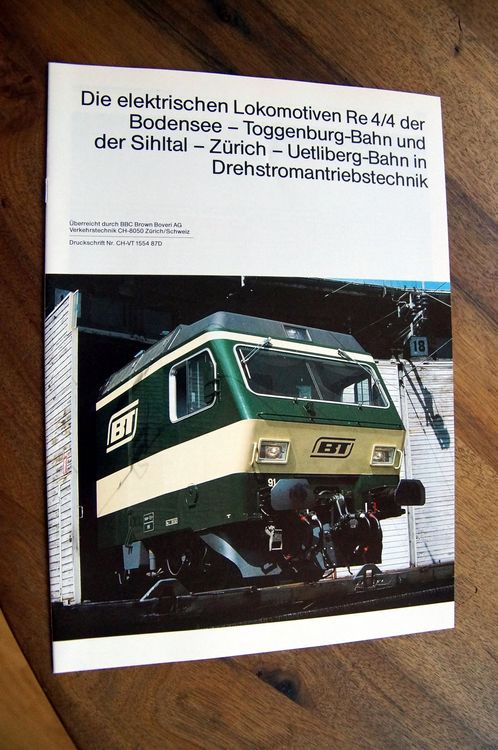 Die elektrischen Lokomotiven Re 4/4 der
Bodensee – Toggenburg-Bahn und
der Sihltal – Zürich – Uetliberg-Bahn in
Drehstromantriebstechnik
Überreicht durch BBC Brown Boveri AG
Verkehrstechnik CH-8050 Zürich/Schweiz
Druckschrift Nr. CH-VT 1554 87D
18
BT
BT
91